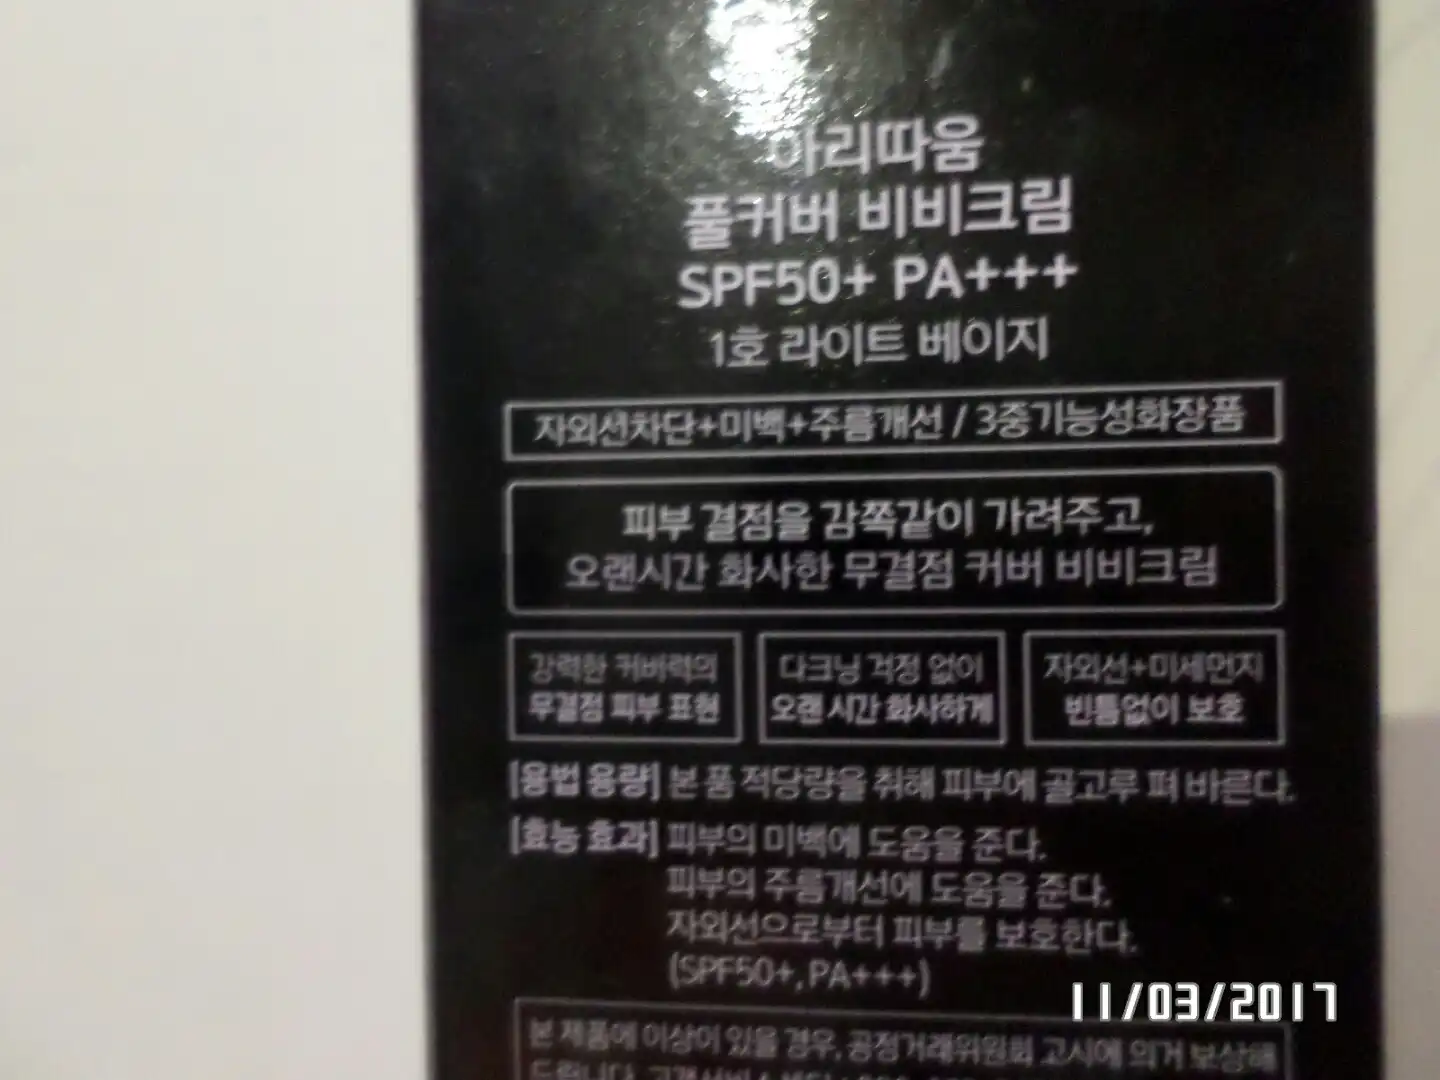 아리따움
풀커버 비비크림
SPF50+ PA+++
1호 라이트 베이지
자외선차단+미백+주름개선 / 3중기능성화장품
피부 결점을 감쪽같이 가려주고,
오랜시간 화사한 무결점 커버 비비크림
강력한 커버력의
무결점 피부 표현
다크닝 걱정 없이
오랜 시간 화사하게
자외선+미세먼지
빈틈없이 보호
[용법 용량] 본 품 적당량을 취해 피부에 골고루 펴 바른다.
[효능 효과] 피부의 미백에 도움을 준다.
피부의 주름개선에 도움을 준다.
자외선으로부터 피부를 보호한다.
(SPF50+, PA+++)
11/03/2017
본 제품에 이상이 있을 경우, 공정거래위원회 고시에 의거 보상해